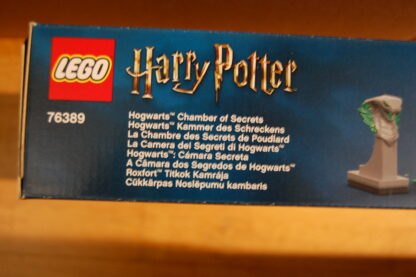 LEGO
Harry Potter
76389
Hogwarts™ Chamber of Secrets
Hogwarts™ Kammer des Schreckens
La Chambre des Secrets de Poudlard
La Camera dei Segreti di Hogwarts™
Hogwarts™: Cámara Secreta
A Câmara dos Segredos de Hogwarts™
Roxfort™ Titkok Kamrája
Cūkkārpas Noslēpumu kambaris